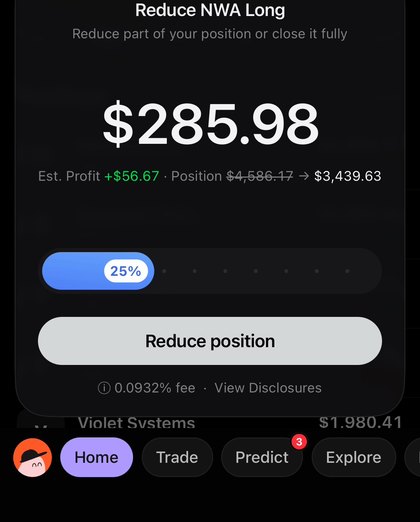 Reduce NWA Long
Reduce part of your position or close it fully
$285.98
Est. Profit +$56.67 · Position $4,586.17 → $3,439.63
25%
Reduce position
ⓘ 0.0932% fee · View Disclosures
Violet Systems $1,980.41
3
Home Trade Predict Explore